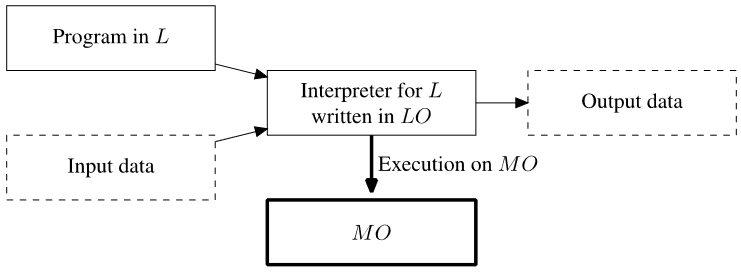 Program in L
Interpreter for L
written in LO
Output data
Input data
Execution on MO
MO